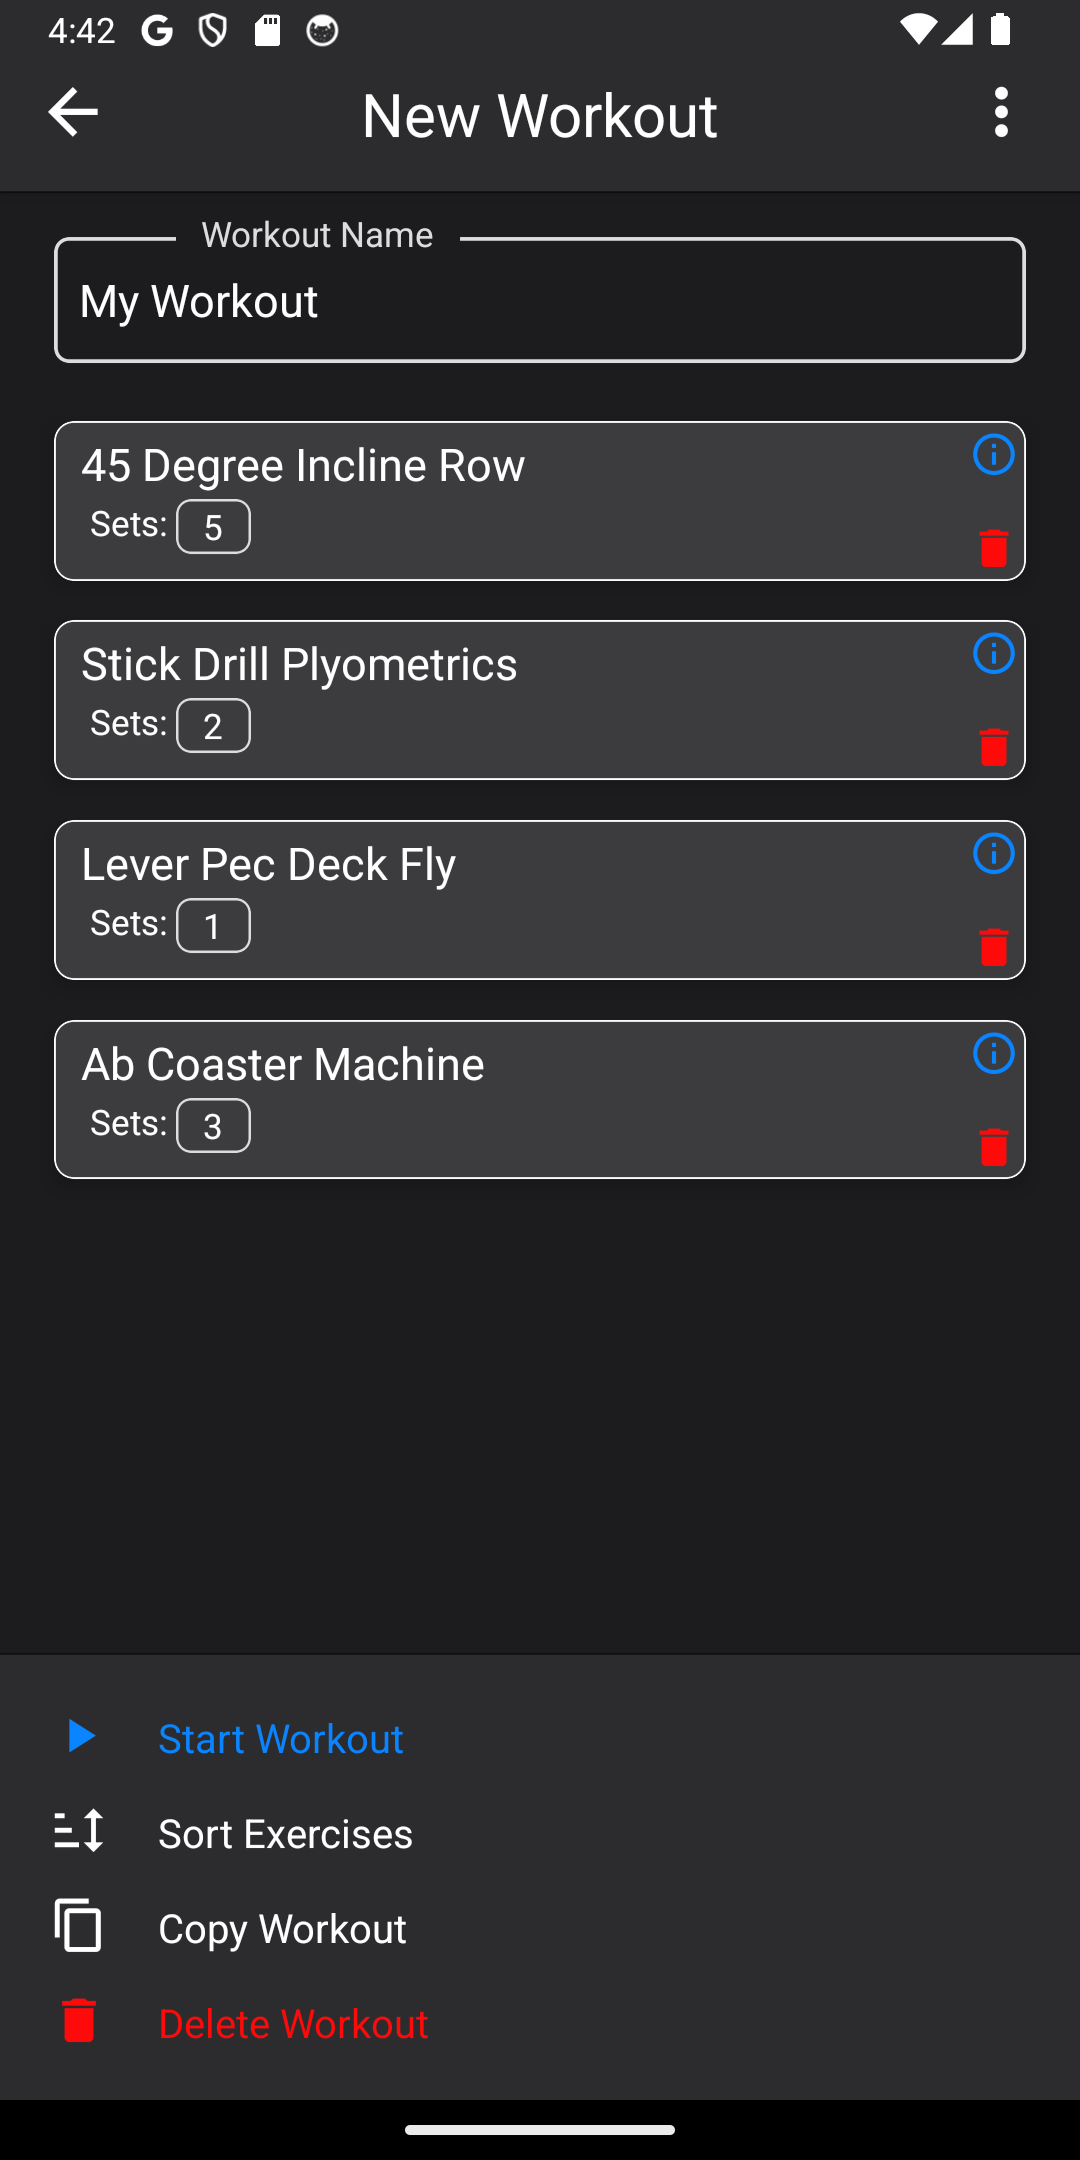 4:42
New Workout
Workout Name
My Workout
45 Degree Incline Row
Sets: 5
Stick Drill Plyometrics
Sets: 2
Lever Pec Deck Fly
Sets: 1
Ab Coaster Machine
Sets: 3
Start Workout
Sort Exercises
Copy Workout
Delete Workout